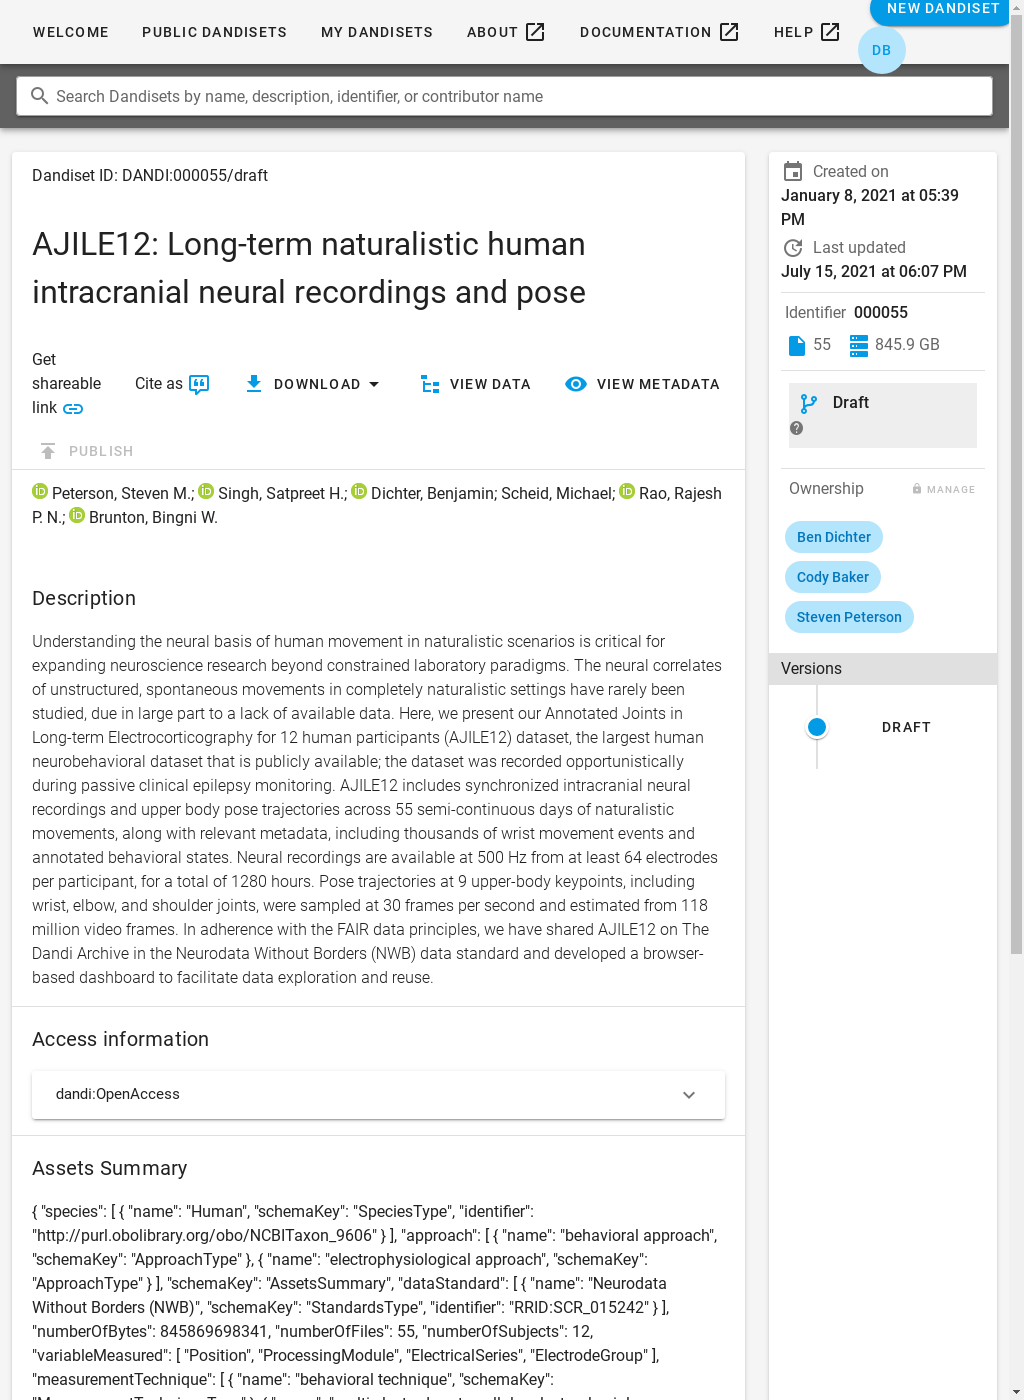 WELCOME PUBLIC DANDISETS MY DANDISETS ABOUT DOCUMENTATION HELP NEW DANDISET
DB
Search Dandisets by name, description, identifier, or contributor name
Dandiset ID: DANDI:000055/draft
AJILE12: Long-term naturalistic human
intracranial neural recordings and pose
Get
shareable
link
Cite as
DOWNLOAD
VIEW DATA
VIEW METADATA
PUBLISH
iD Peterson, Steven M.; iD Singh, Satpreet H.; iD Dichter, Benjamin; Scheid, Michael; iD Rao, Rajesh
P. N.; iD Brunton, Bingni W.
Description
Understanding the neural basis of human movement in naturalistic scenarios is critical for
expanding neuroscience research beyond constrained laboratory paradigms. The neural correlates
of unstructured, spontaneous movements in completely naturalistic settings have rarely been
studied, due in large part to a lack of available data. Here, we present our Annotated Joints in
Long-term Electrocorticography for 12 human participants (AJILE12) dataset, the largest human
neurobehavioral dataset that is publicly available; the dataset was recorded opportunistically
during passive clinical epilepsy monitoring. AJILE12 includes synchronized intracranial neural
recordings and upper body pose trajectories across 55 semi-continuous days of naturalistic
movements, along with relevant metadata, including thousands of wrist movement events and
annotated behavioral states. Neural recordings are available at 500 Hz from at least 64 electrodes
per participant, for a total of 1280 hours. Pose trajectories at 9 upper-body keypoints, including
wrist, elbow, and shoulder joints, were sampled at 30 frames per second and estimated from 118
million video frames. In adherence with the FAIR data principles, we have shared AJILE12 on The
Dandi Archive in the Neurodata Without Borders (NWB) data standard and developed a browser-
based dashboard to facilitate data exploration and reuse.
Access information
dandi:OpenAccess
Assets Summary
{ "species": [ { "name": "Human", "schemaKey": "SpeciesType", "identifier":
"http://purl.obolibrary.org/obo/NCBITaxon_9606" } ], "approach": [ { "name": "behavioral approach",
"schemaKey": "ApproachType" }, { "name": "electrophysiological approach", "schemaKey":
"ApproachType" } ], "schemaKey": "AssetsSummary", "dataStandard": [ { "name": "Neurodata
Without Borders (NWB)", "schemaKey": "StandardsType", "identifier": "RRID:SCR_015242" } ],
"numberOfBytes": 845869698341, "numberOfFiles": 55, "numberOfSubjects": 12,
"variableMeasured": [ "Position", "ProcessingModule", "ElectricalSeries", "ElectrodeGroup" ],
"measurementTechnique": [ { "name": "behavioral technique", "schemaKey":
Created on
January 8, 2021 at 05:39
PM
Last updated
July 15, 2021 at 06:07 PM
Identifier 000055
55 845.9 GB
Draft
Ownership MANAGE
Ben Dichter
Cody Baker
Steven Peterson
Versions
DRAFT